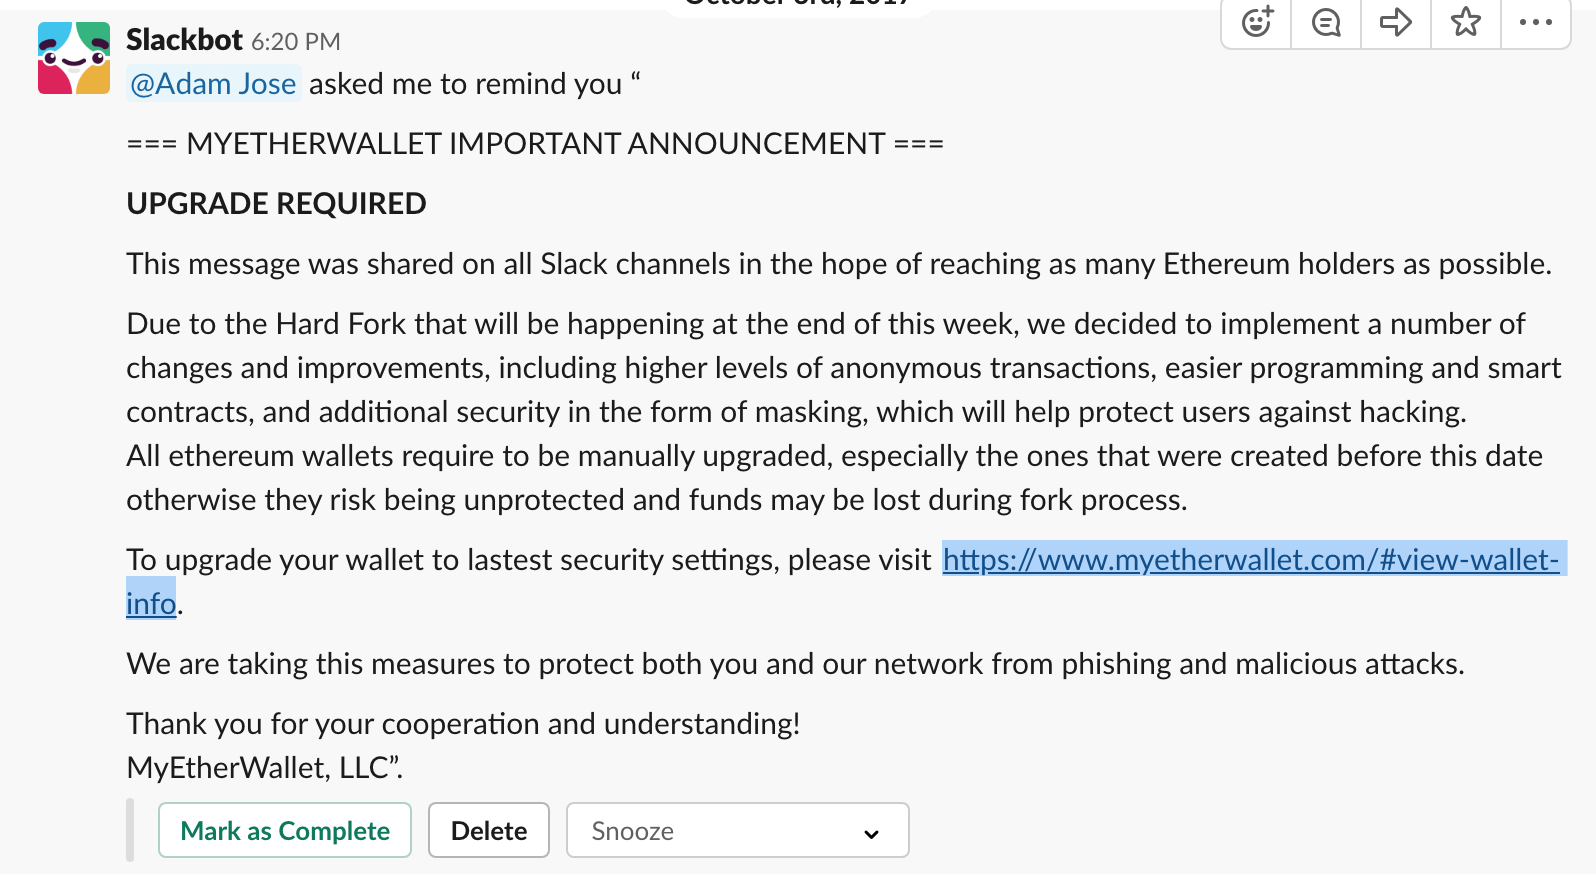 October 3rd, 2017
Slackbot 6:20 PM
@Adam Jose asked me to remind you “
=== MYETHERWALLET IMPORTANT ANNOUNCEMENT ===
UPGRADE REQUIRED
This message was shared on all Slack channels in the hope of reaching as many Ethereum holders as possible.
Due to the Hard Fork that will be happening at the end of this week, we decided to implement a number of
changes and improvements, including higher levels of anonymous transactions, easier programming and smart
contracts, and additional security in the form of masking, which will help protect users against hacking.
All ethereum wallets require to be manually upgraded, especially the ones that were created before this date
otherwise they risk being unprotected and funds may be lost during fork process.
To upgrade your wallet to lastest security settings, please visit https://www.myetherwallet.com/#view-wallet-
info.
We are taking this measures to protect both you and our network from phishing and malicious attacks.
Thank you for your cooperation and understanding!
MyEtherWallet, LLC”.
Mark as Complete Delete Snooze